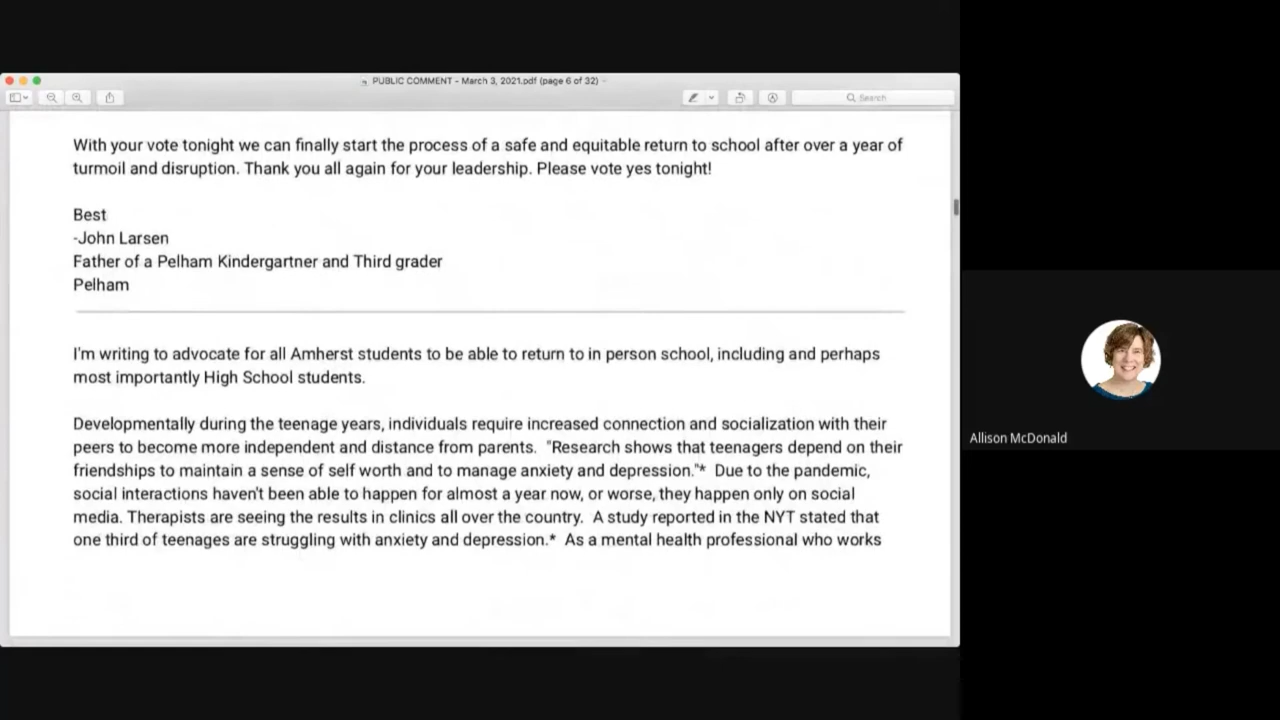 PUBLIC COMMENT - March 3, 2021.pdf (page 6 of 32)
Search
With your vote tonight we can finally start the process of a safe and equitable return to school after over a year of
turmoil and disruption. Thank you all again for your leadership. Please vote yes tonight!
Best
-John Larsen
Father of a Pelham Kindergartner and Third grader
Pelham
I'm writing to advocate for all Amherst students to be able to return to in person school, including and perhaps
most importantly High School students.
Developmentally during the teenage years, individuals require increased connection and socialization with their
peers to become more independent and distance from parents.  "Research shows that teenagers depend on their
friendships to maintain a sense of self worth and to manage anxiety and depression."*  Due to the pandemic,
social interactions haven't been able to happen for almost a year now, or worse, they happen only on social
media. Therapists are seeing the results in clinics all over the country.  A study reported in the NYT stated that
one third of teenages are struggling with anxiety and depression.*  As a mental health professional who works
Allison McDonald